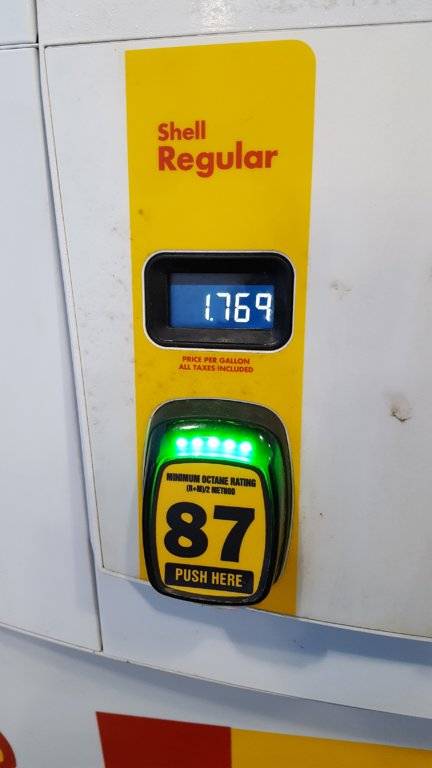 Shell
Regular
1.769
PRICE PER GALLON
ALL TAXES INCLUDED
MINIMUM OCTANE RATING
(R+M)/2 METHOD
87
PUSH HERE